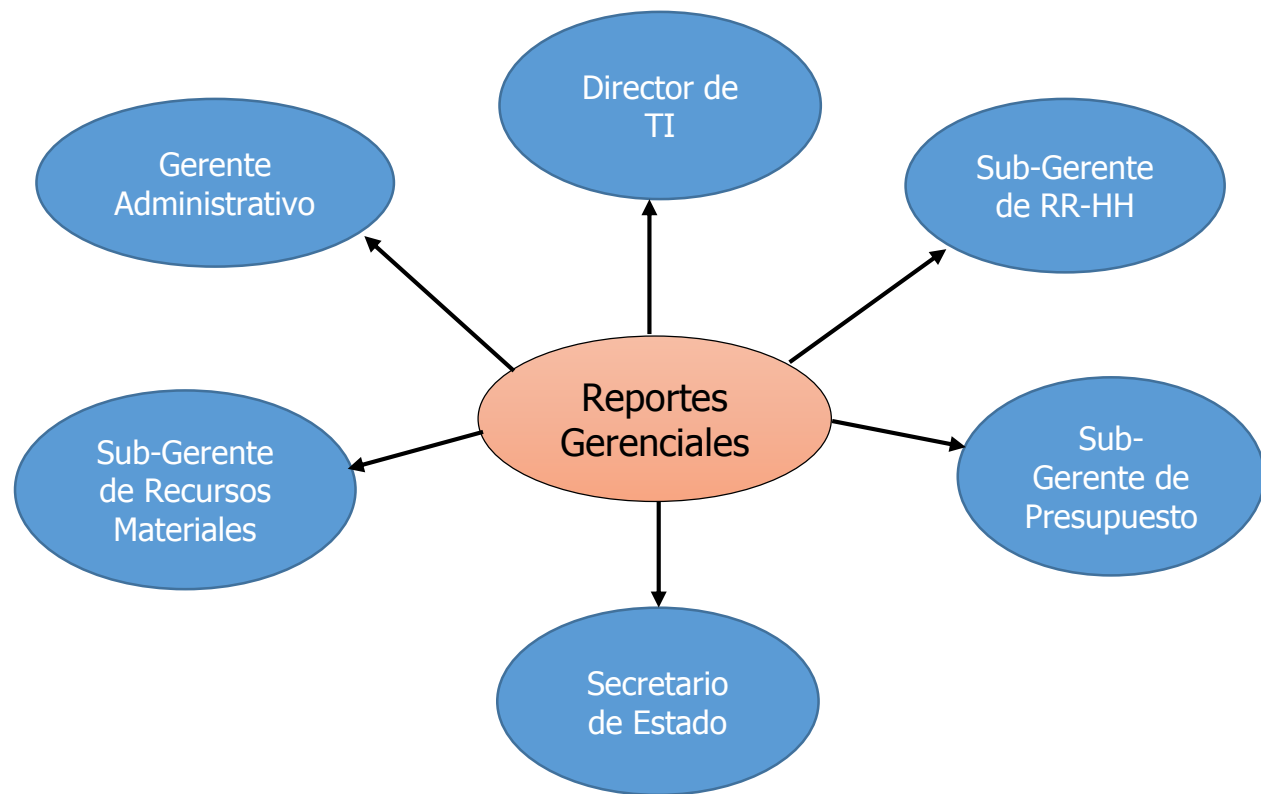 Director de
TI
Gerente
Administrativo
Sub-Gerente
de RR-HH
Reportes
Gerenciales
Sub-Gerente
de Recursos
Materiales
Sub-
Gerente de
Presupuesto
Secretario
de Estado